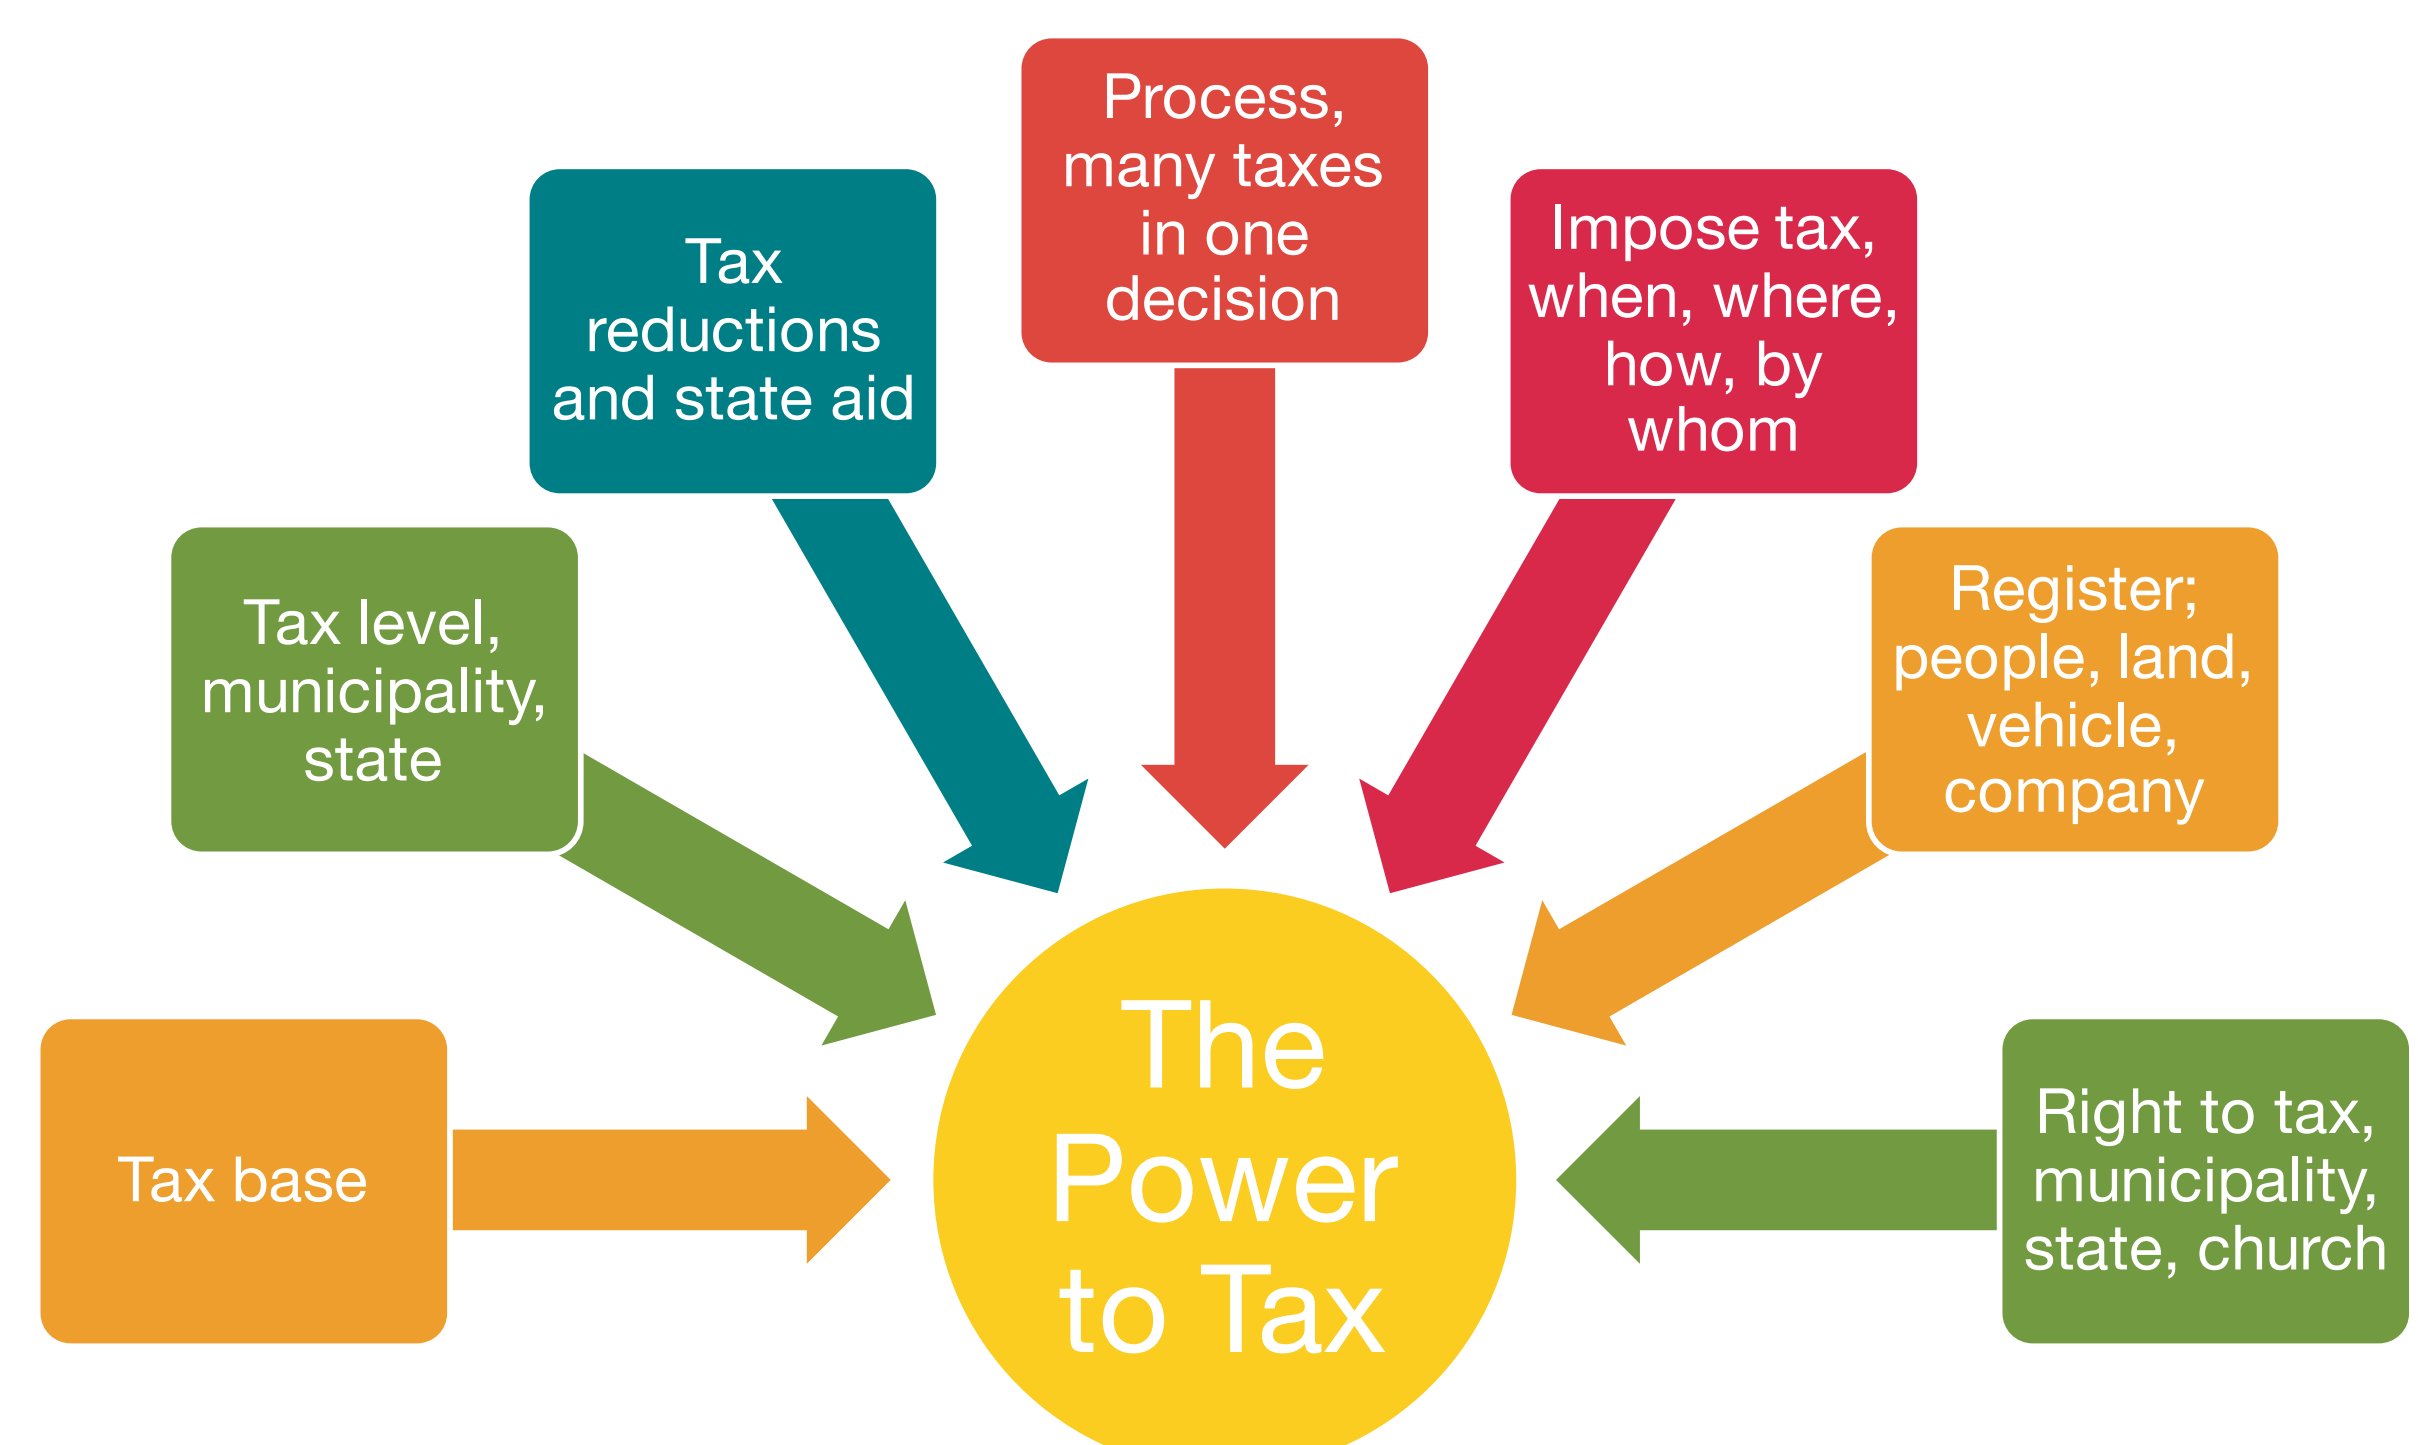 Process,
many taxes
in one
decision
Tax
reductions
and state aid
Impose tax,
when, where,
how, by
whom
Tax level,
municipality,
state
Register;
people, land,
vehicle,
company
Tax base
The
Power
to Tax
Right to tax,
municipality,
state, church